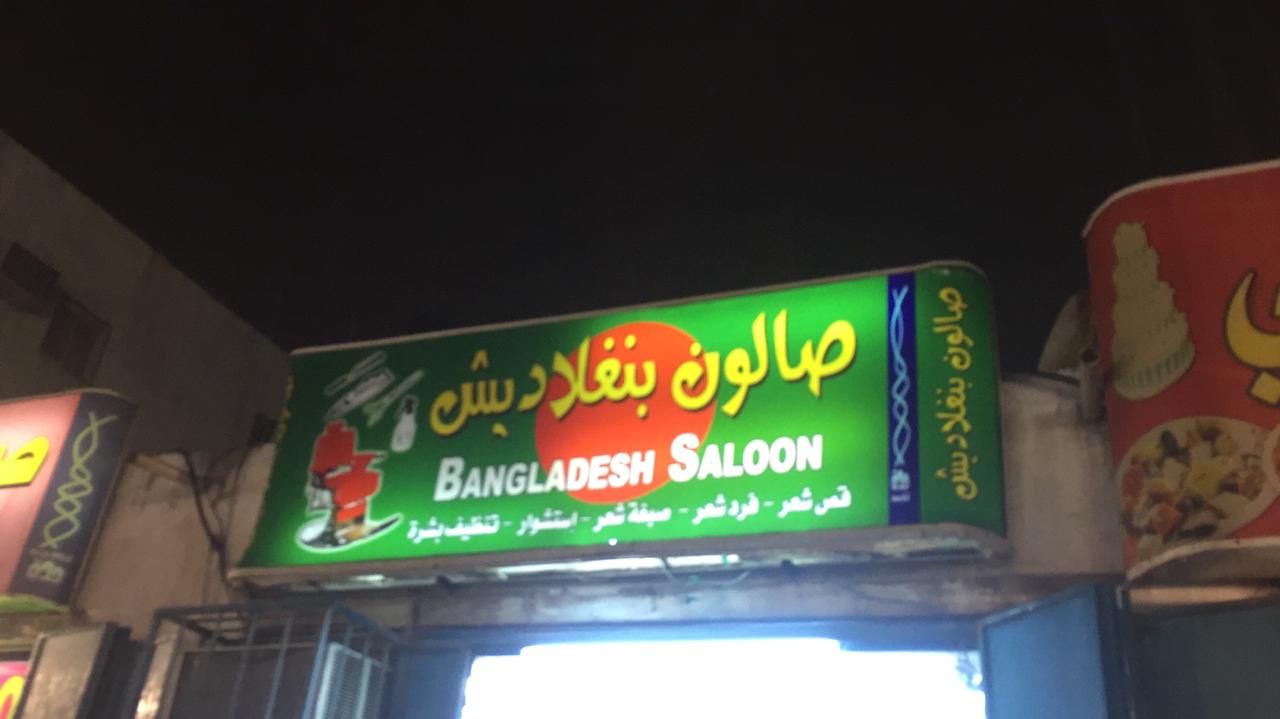 صالون بنغلاديش
BANGLADESH SALOON
قص شعر - فرد شعر - صبغة شعر - استشوار - تنظيف بشرة
صالون بنغلاديش